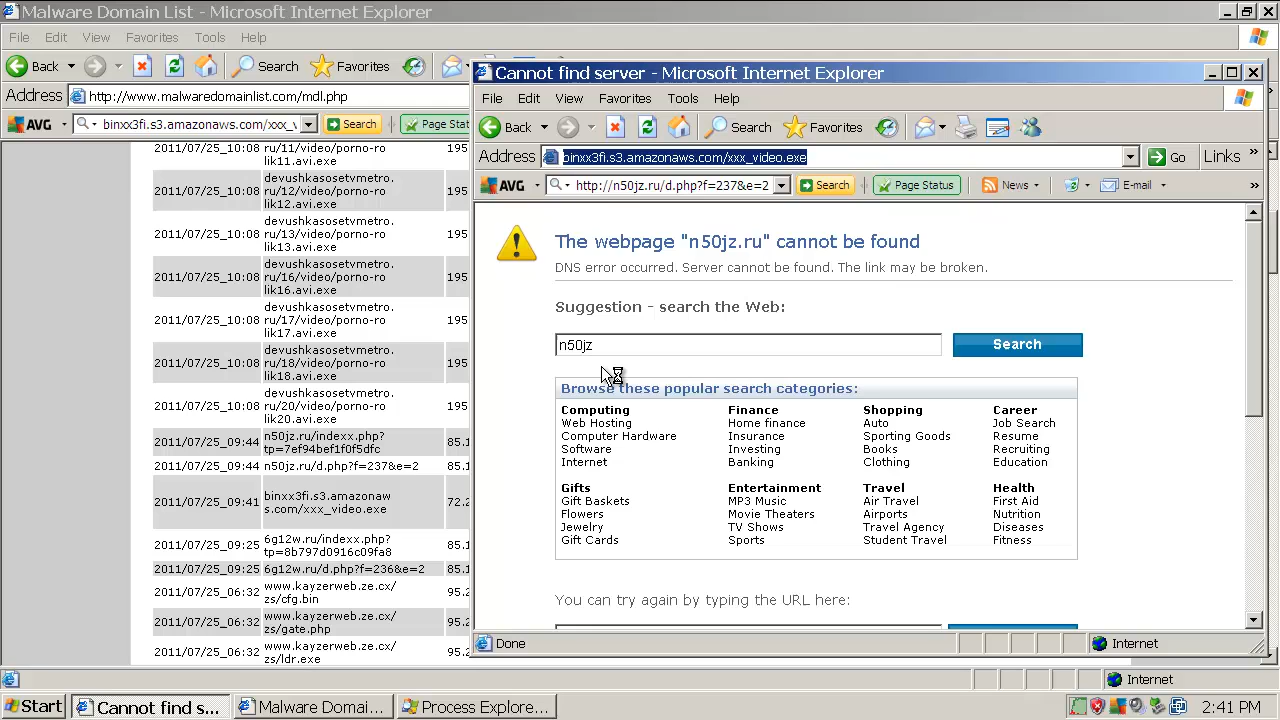 Malware Domain List - Microsoft Internet Explorer
File Edit View Favorites Tools Help
Back Search Favorites
Address http://www.malwaredomainlist.com/mdl.php
AVG binxx3fi.s3.amazonaws.com/xxx_v Search Page Stat
ru/11/video/porno-ro
2011/07/25_10:08 lik11.avi.exe 195
devushkasosetvmetro.
2011/07/25_10:08 ru/12/video/porno-ro 195
lik12.avi.exe
devushkasosetvmetro.
2011/07/25_10:08 ru/13/video/porno-ro 195
lik13.avi.exe
devushkasosetvmetro.
2011/07/25_10:08 ru/16/video/porno-ro 195
lik16.avi.exe
devushkasosetvmetro.
2011/07/25_10:08 ru/17/video/porno-ro 195
lik17.avi.exe
devushkasosetvmetro.
2011/07/25_10:08 ru/18/video/porno-ro 195
lik18.avi.exe
devushkasosetvmetro.
2011/07/25_10:08 ru/20/video/porno-ro 195
lik20.avi.exe
2011/07/25_09:44 n50jz.ru/indexx.php? 85.1
tp=7ef94bef1f0f5dfc
2011/07/25_09:44 n50jz.ru/d.php?f=237&e=2 85.1
2011/07/25_09:41 binxx3fi.s3.amazonaw 72.2
s.com/xxx_video.exe
2011/07/25_09:25 6g12w.ru/indexx.php? 85.1
tp=8b797d0916c09fa8
2011/07/25_09:25 6g12w.ru/d.php?f=236&e=2 85.1
2011/07/25_06:32 www.kayzerweb.ze.cx/ 95.2
zs/cfg.bin
2011/07/25_06:32 www.kayzerweb.ze.cx/ 95.2
zs/gate.php
2011/07/25_06:32 www.kayzerweb.ze.cx/ 95.2
zs/ldr.exe
Cannot find server - Microsoft Internet Explorer
File Edit View Favorites Tools Help
Back Search Favorites
Address binxx3fi.s3.amazonaws.com/xxx_video.exe Go Links »
AVG http://n50jz.ru/d.php?f=237&e=2 Search Page Status News E-mail »
The webpage "n50jz.ru" cannot be found
DNS error occurred. Server cannot be found. The link may be broken.
Suggestion - search the Web:
n50jz Search
Browse these popular search categories:
Computing Finance Shopping Career
Web Hosting Home finance Auto Job Search
Computer Hardware Insurance Sporting Goods Resume
Software Investing Books Recruiting
Internet Banking Clothing Education
Gifts Entertainment Travel Health
Gift Baskets MP3 Music Air Travel First Aid
Flowers Movie Theaters Airports Nutrition
Jewelry TV Shows Travel Agency Diseases
Gift Cards Sports Student Travel Fitness
You can try again by typing the URL here:
Done Internet
Internet
Start Cannot find s... Malware Domai... Process Explore... 2:41 PM